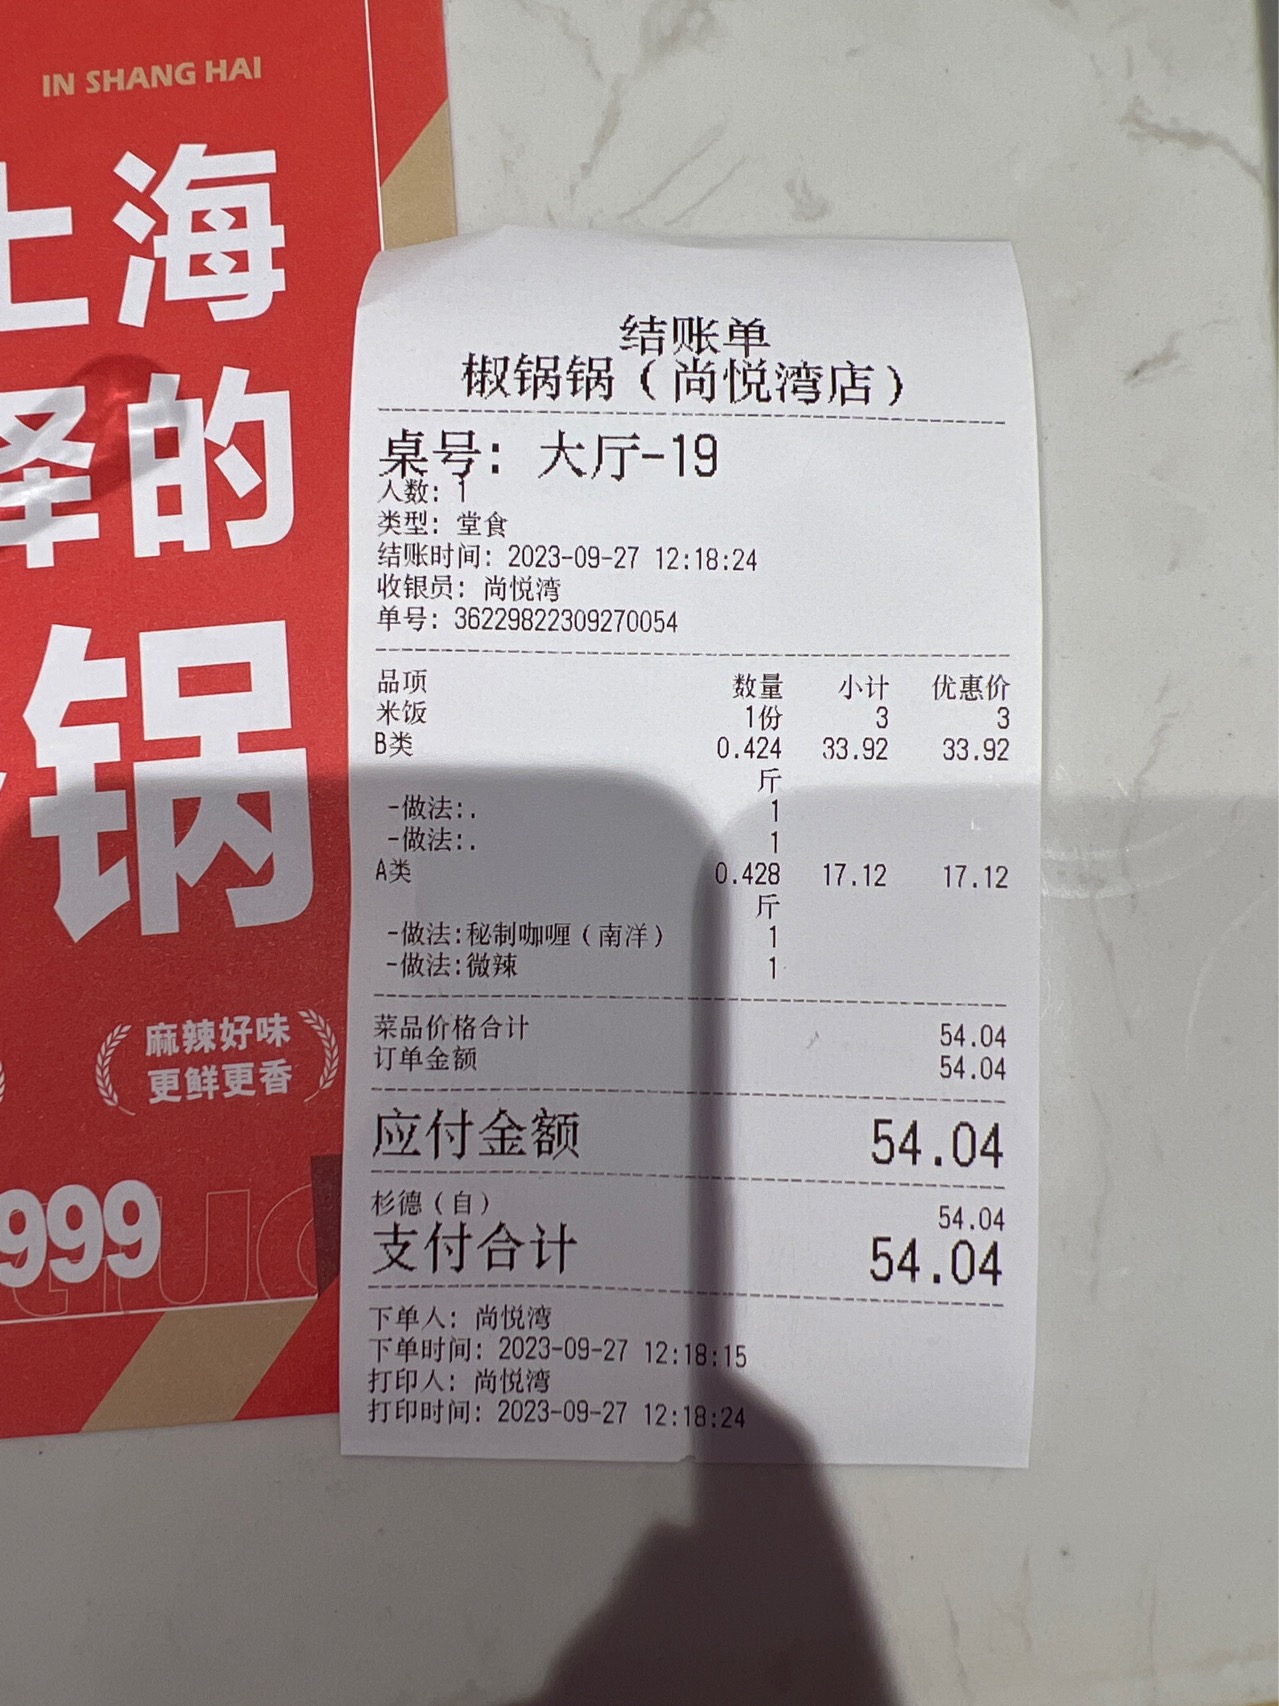 IN SHANG HAI
上海
择的
锅
麻辣好味
更鲜更香
999
结账单
椒锅锅（尚悦湾店）
桌号: 大厅-19
人数: 1
类型: 堂食
结账时间: 2023-09-27 12:18:24
收银员: 尚悦湾
单号: 36229822309270054
品项 数量 小计 优惠价
米饭 1份 3 3
B类 0.424 33.92 33.92
斤
-做法:. 1
-做法:. 1
A类 0.428 17.12 17.12
斤
-做法:秘制咖喱（南洋） 1
-做法:微辣 1
菜品价格合计 54.04
订单金额 54.04
应付金额 54.04
杉德（自） 54.04
支付合计 54.04
下单人: 尚悦湾
下单时间: 2023-09-27 12:18:15
打印人: 尚悦湾
打印时间: 2023-09-27 12:18:24